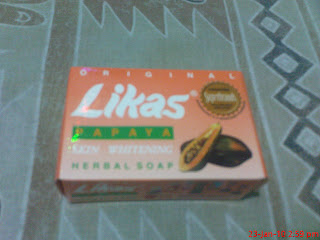 ORIGINAL
Likas®
PAPAYA
SKIN WHITENING
HERBAL SOAP